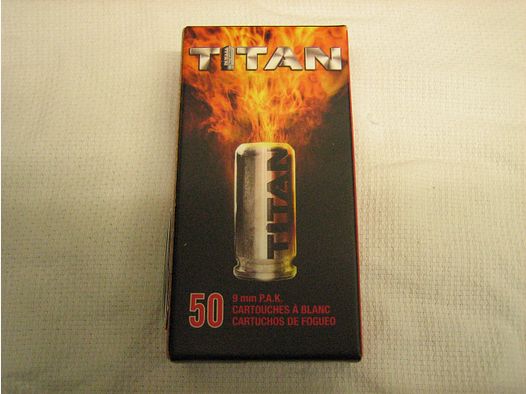 TITAN
TITAN
50
9 mm P.A.K.
CARTOUCHES À BLANC
CARTUCHOS DE FOGUEO